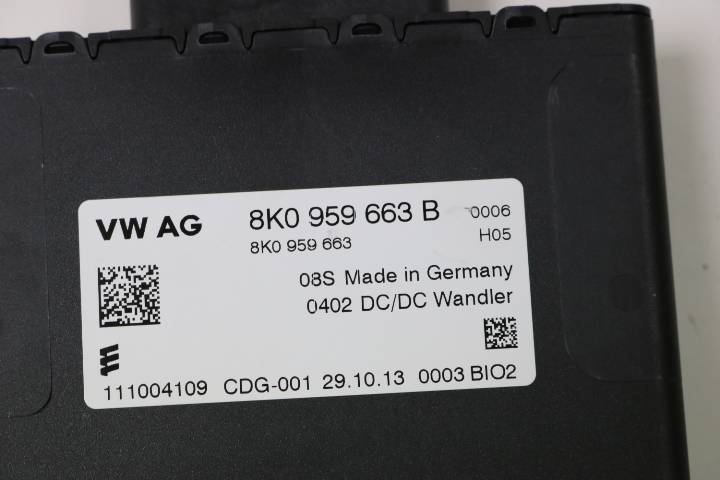 VW AG 8K0 959 663 B 0006
8K0 959 663 H05
08S Made in Germany
0402 DC/DC Wandler
111004109 CDG-001 29.10.13 0003 BIO2